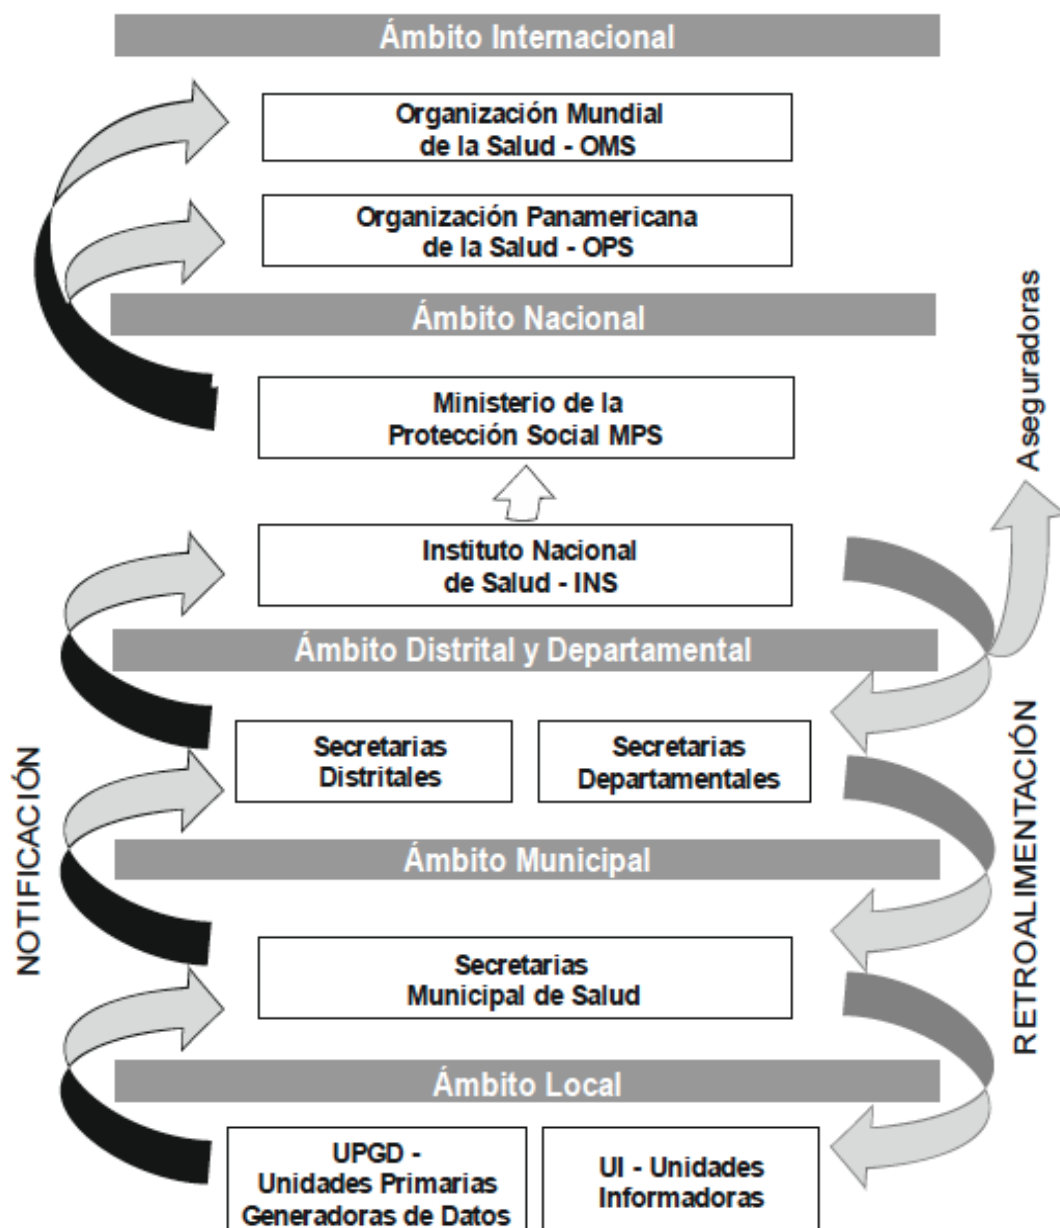 Ámbito Internacional
Organización Mundial
de la Salud - OMS
Organización Panamericana
de la Salud - OPS
Ámbito Nacional
Ministerio de la
Protección Social MPS
Aseguradoras
Instituto Nacional
de Salud - INS
Ámbito Distrital y Departamental
Secretarias
Distritales
Secretarias
Departamentales
NOTIFICACIÓN
RETROALIMENTACIÓN
Ámbito Municipal
Secretarias
Municipal de Salud
Ámbito Local
UPGD -
Unidades Primarias
Generadoras de Datos
UI - Unidades
Informadoras